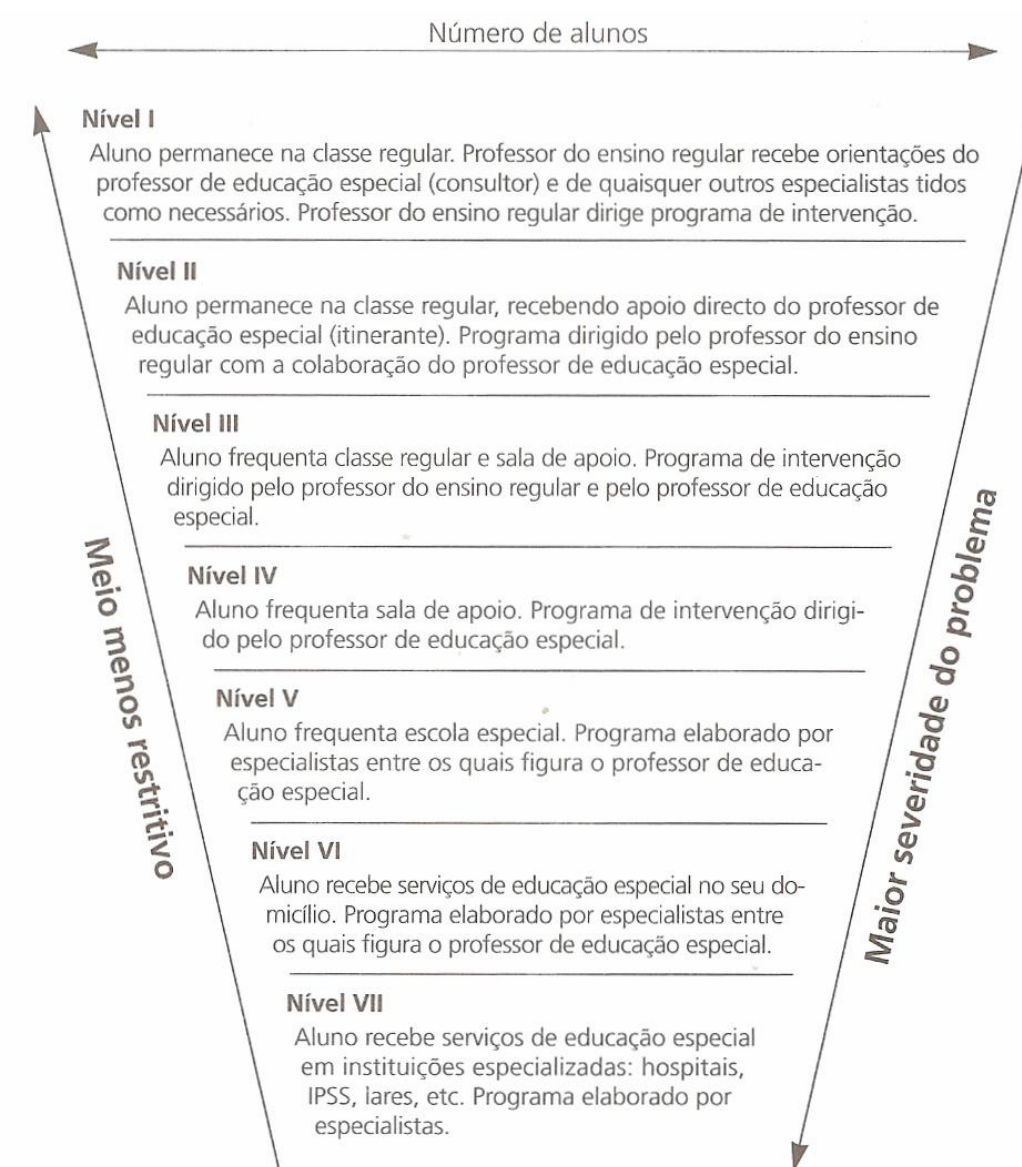 Número de alunos
Nível I
Aluno permanece na classe regular. Professor do ensino regular recebe orientações do
professor de educação especial (consultor) e de quaisquer outros especialistas tidos
como necessários. Professor do ensino regular dirige programa de intervenção.
Nível II
Aluno permanece na classe regular, recebendo apoio directo do professor de
educação especial (itinerante). Programa dirigido pelo professor do ensino
regular com a colaboração do professor de educação especial.
Nível III
Aluno frequenta classe regular e sala de apoio. Programa de intervenção
dirigido pelo professor do ensino regular e pelo professor de educação
especial.
Nível IV
Aluno frequenta sala de apoio. Programa de intervenção dirigi-
do pelo professor de educação especial.
Nível V
Aluno frequenta escola especial. Programa elaborado por
especialistas entre os quais figura o professor de educa-
ção especial.
Nível VI
Aluno recebe serviços de educação especial no seu do-
micílio. Programa elaborado por especialistas entre
os quais figura o professor de educação especial.
Nível VII
Aluno recebe serviços de educação especial
em instituições especializadas: hospitais,
IPSS, lares, etc. Programa elaborado por
especialistas.
Meio menos restritivo
Maior severidade do problema